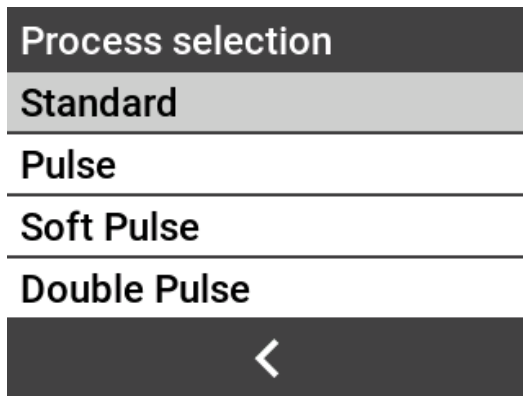 Process selection
Standard
Pulse
Soft Pulse
Double Pulse